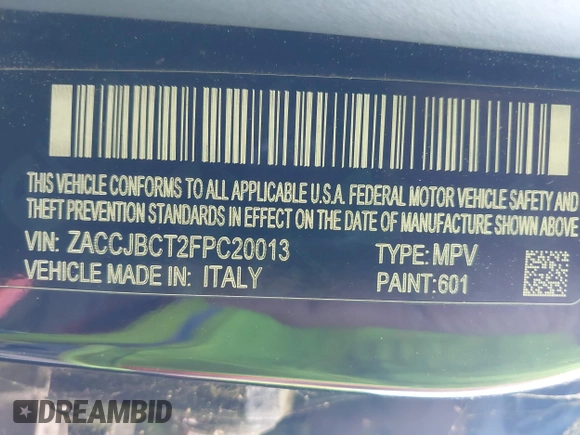 THIS VEHICLE CONFORMS TO ALL APPLICABLE U.S.A. FEDERAL MOTOR VEHICLE SAFETY AND
THEFT PREVENTION STANDARDS IN EFFECT ON THE DATE OF MANUFACTURE SHOWN ABOVE
VIN: ZACCJBCT2FPC20013 TYPE: MPV
VEHICLE MADE IN: ITALY PAINT: 601
DREAMBID